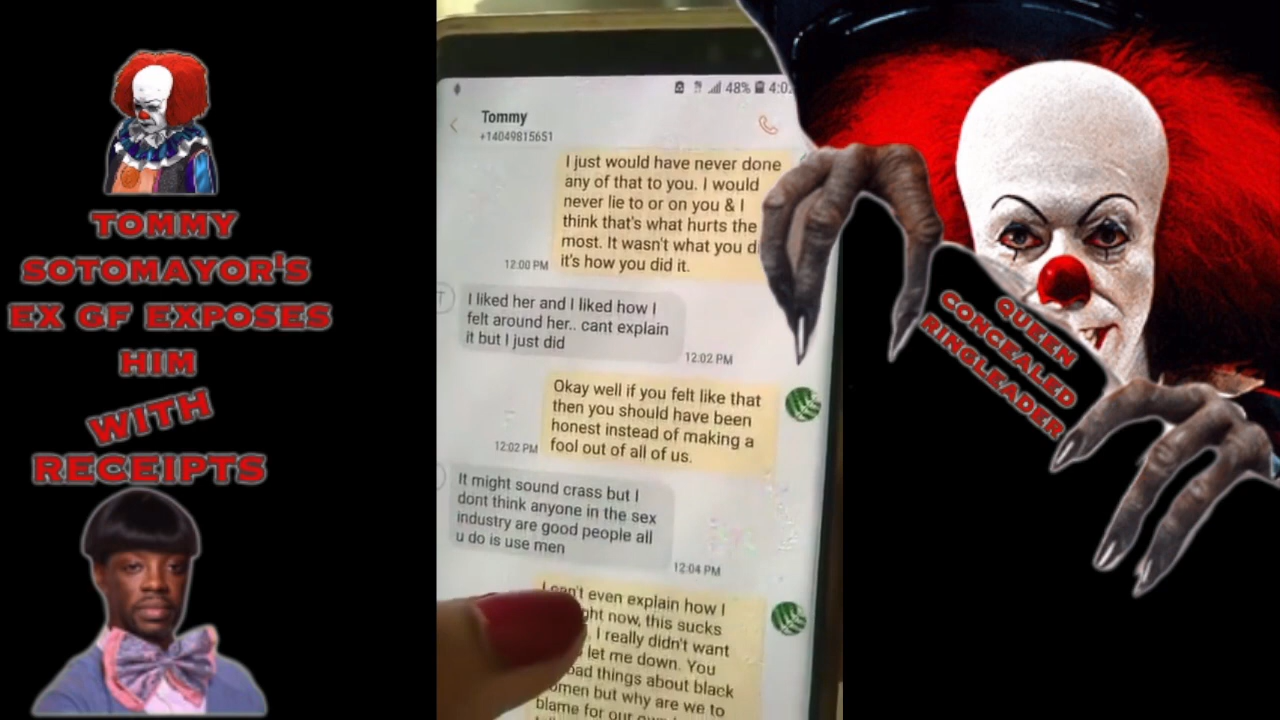 TOMMY
SOTOMAYOR'S
EX GF EXPOSES
HIM
WITH
RECEIPTS
48% 4:0
Tommy
+14049815651
I just would have never done
any of that to you. I would
never lie to or on you & I
think that's what hurts the
most. It wasn't what you
it's how you did it.
12:00 PM
I liked her and I liked how I
felt around her.. cant explain
it but I just did
12:02 PM
Okay well if you felt like that
then you should have been
honest instead of making a
fool out of all of us.
12:02 PM
It might sound crass but I
dont think anyone in the sex
industry are good people all
u do is use men
12:04 PM
I can't even explain how I
now, this sucks
I really didn't want
let me down. You
things about black
but why are we to
blame for our
QUEEN
CONCEALED
RINGLEADER